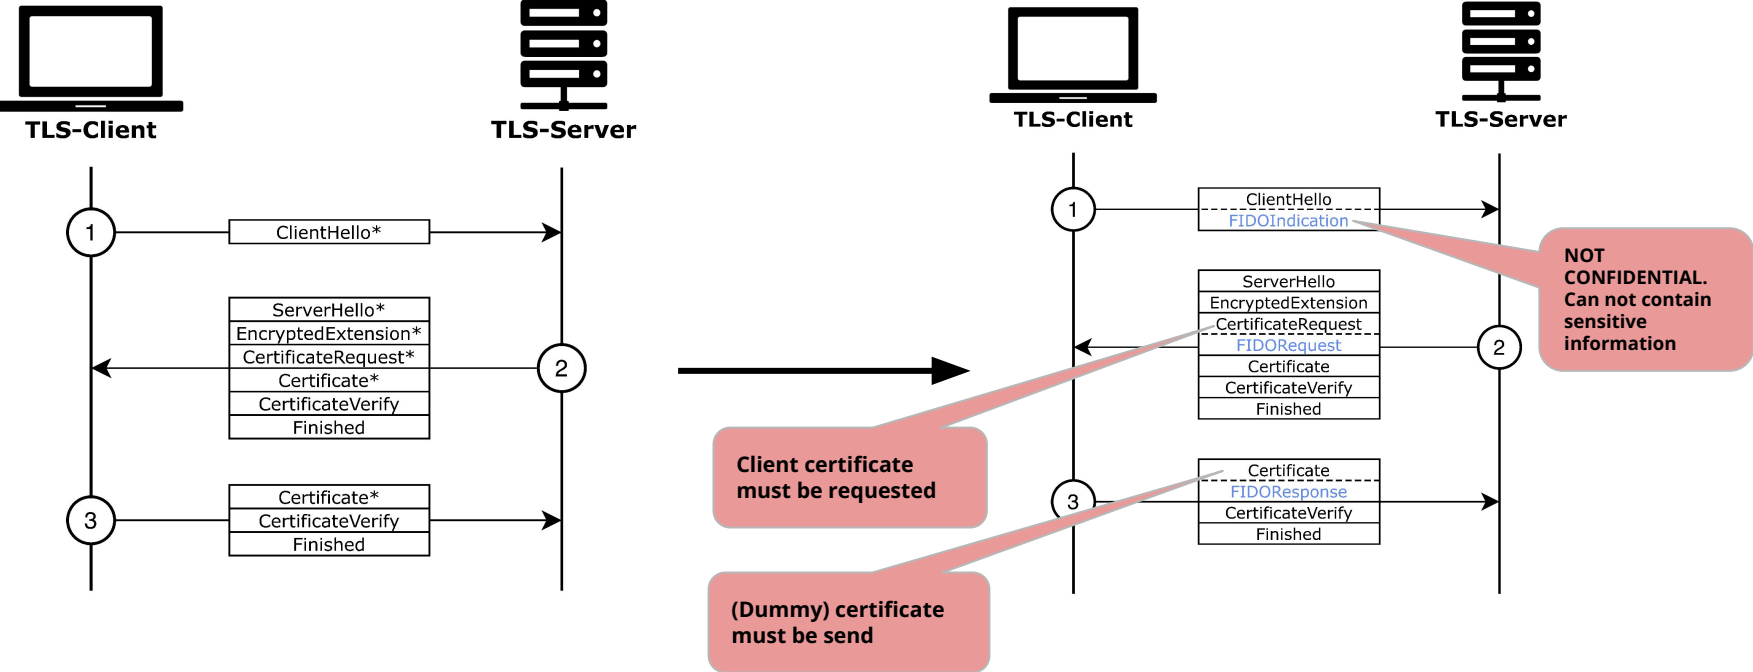 TLS-Client
TLS-Server
1
ClientHello*
ServerHello*
EncryptedExtension*
CertificateRequest*
Certificate*
CertificateVerify
Finished
2
3
Certificate*
CertificateVerify
Finished
TLS-Client
TLS-Server
1
ClientHello
FIDOIndication
NOT
CONFIDENTIAL.
Can not contain
sensitive
information
ServerHello
EncryptedExtension
CertificateRequest
FIDORequest
Certificate
CertificateVerify
Finished
2
Client certificate
must be requested
3
Certificate
FIDOResponse
CertificateVerify
Finished
(Dummy) certificate
must be send